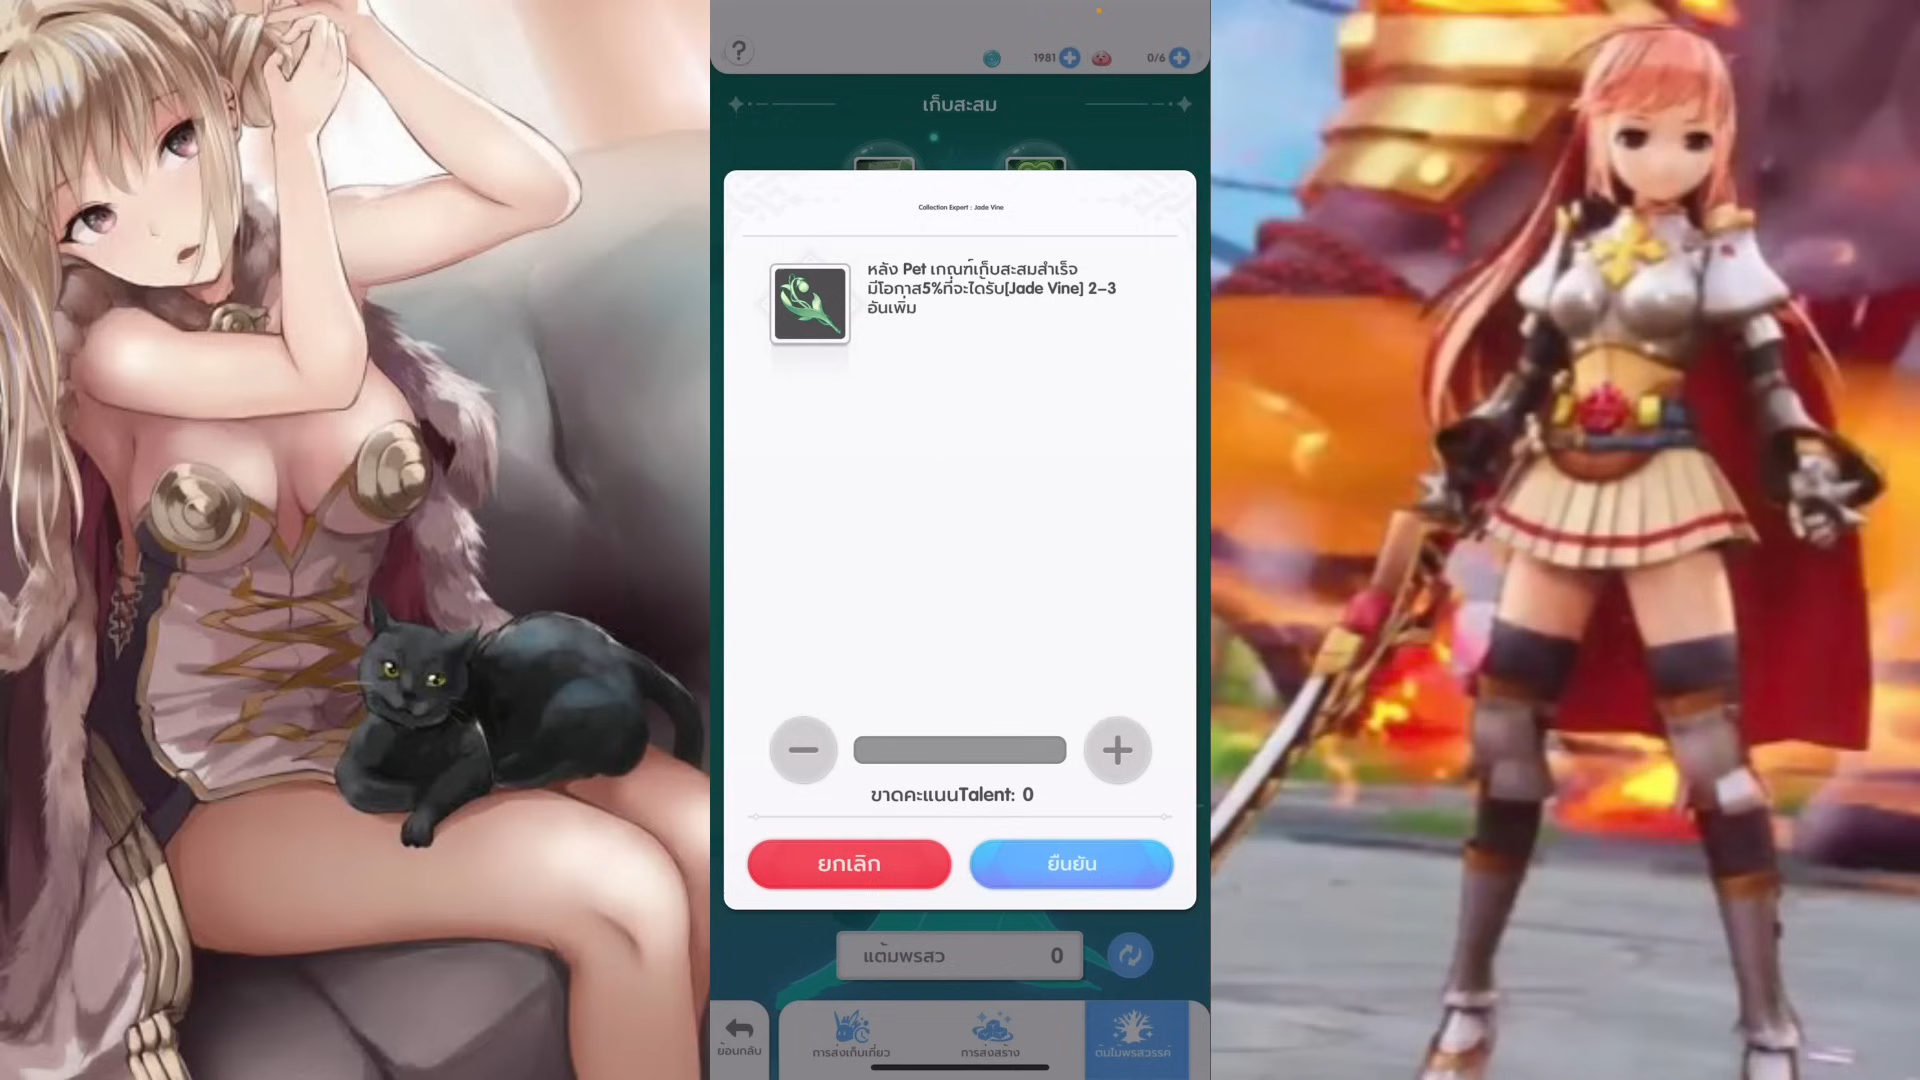 ?
1981
0/6
เก็บสะสม
Collection Expert : Jade Vine
หลัง Pet เกณฑ์เก็บสะสมสำเร็จ
มีโอกาส5%ที่จะได้รับ[Jade Vine] 2-3
อันเพิ่ม
ขาดคะแนนTalent: 0
ยกเลิก
ยืนยัน
แต้มพรสว
0
ย้อนกลับ
การส่งเก็บเกี่ยว
การส่งสร้าง
ต้นไม้พรสวรรค์